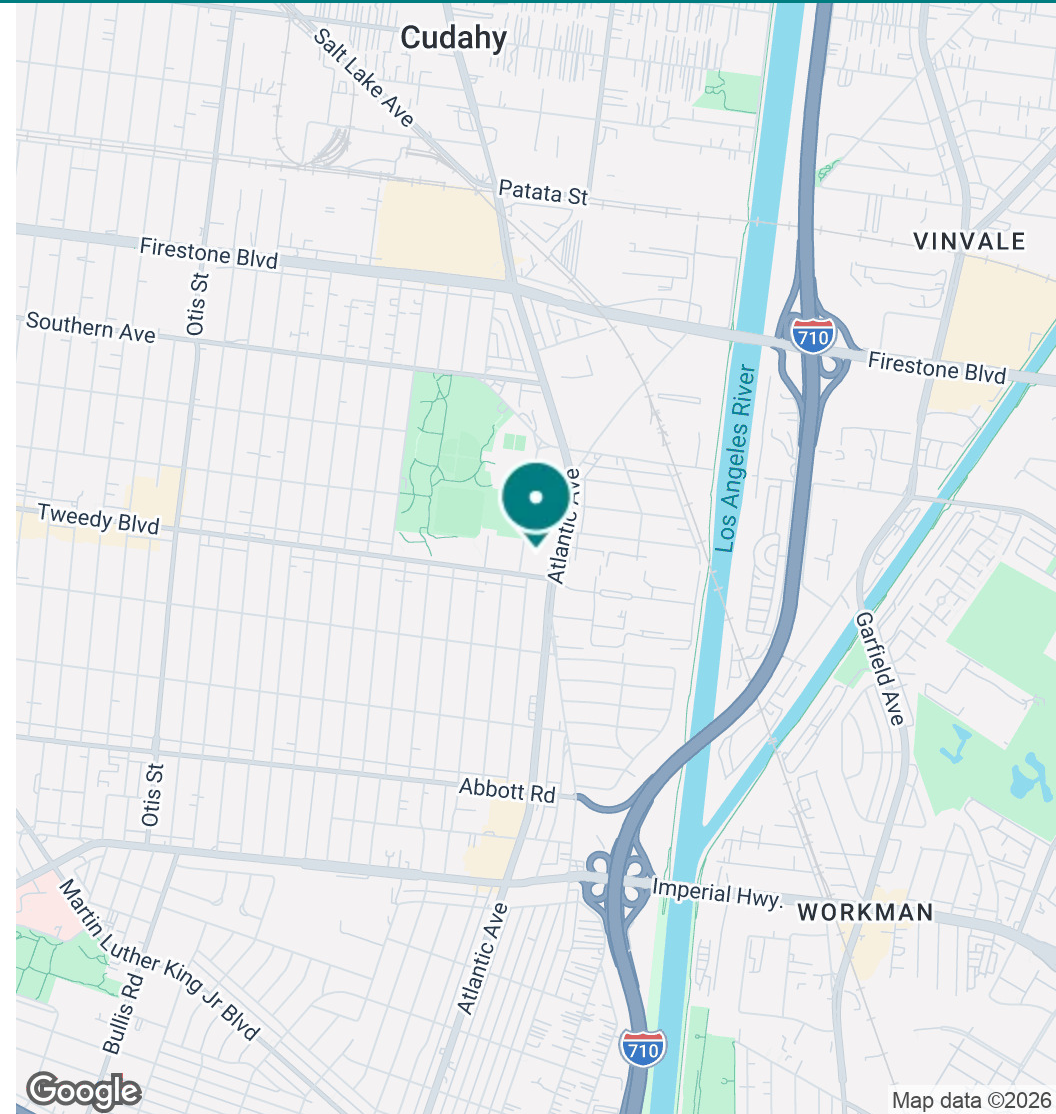 Cudahy
Salt Lake Ave
Patata St
VINVALE
Firestone Blvd
Otis St
Southern Ave
710
Firestone Blvd
Los Angeles River
Atlantic Ave
Tweedy Blvd
Garfield Ave
Otis St
Abbott Rd
Imperial Hwy.
WORKMAN
Martin Luther King Jr Blvd
Atlantic Ave
Bullis Rd
710
Google
Map data ©2026